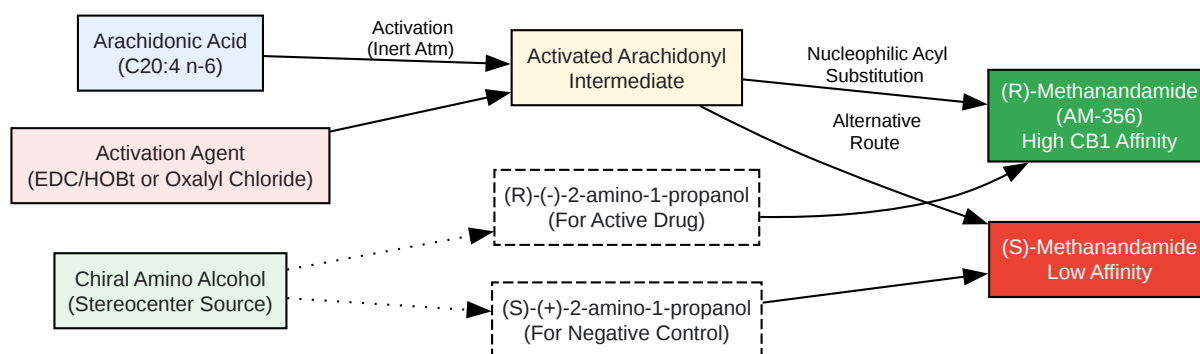 Arachidonic Acid
(C20:4 n-6)
Activation
(Inert Atm)
Activated Arachidonyl
Intermediate
Nucleophilic Acyl
Substitution
(R)-Methanandamide
(AM-356)
High CB1 Affinity
Activation Agent
(EDC/HOBt or Oxalyl Chloride)
Alternative
Route
(R)-(-)-2-amino-1-propanol
(For Active Drug)
(S)-Methanandamide
Low Affinity
Chiral Amino Alcohol
(Stereocenter Source)
(S)-(+)-2-amino-1-propanol
(For Negative Control)